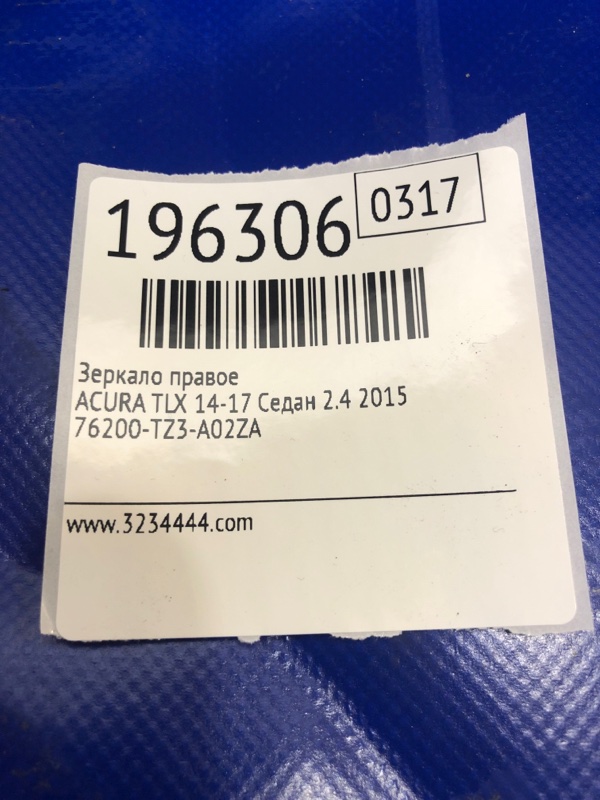 196306 0317
Зеркало правое
ACURA TLX 14-17 Седан 2.4 2015
76200-TZ3-A02ZA
www.3234444.com